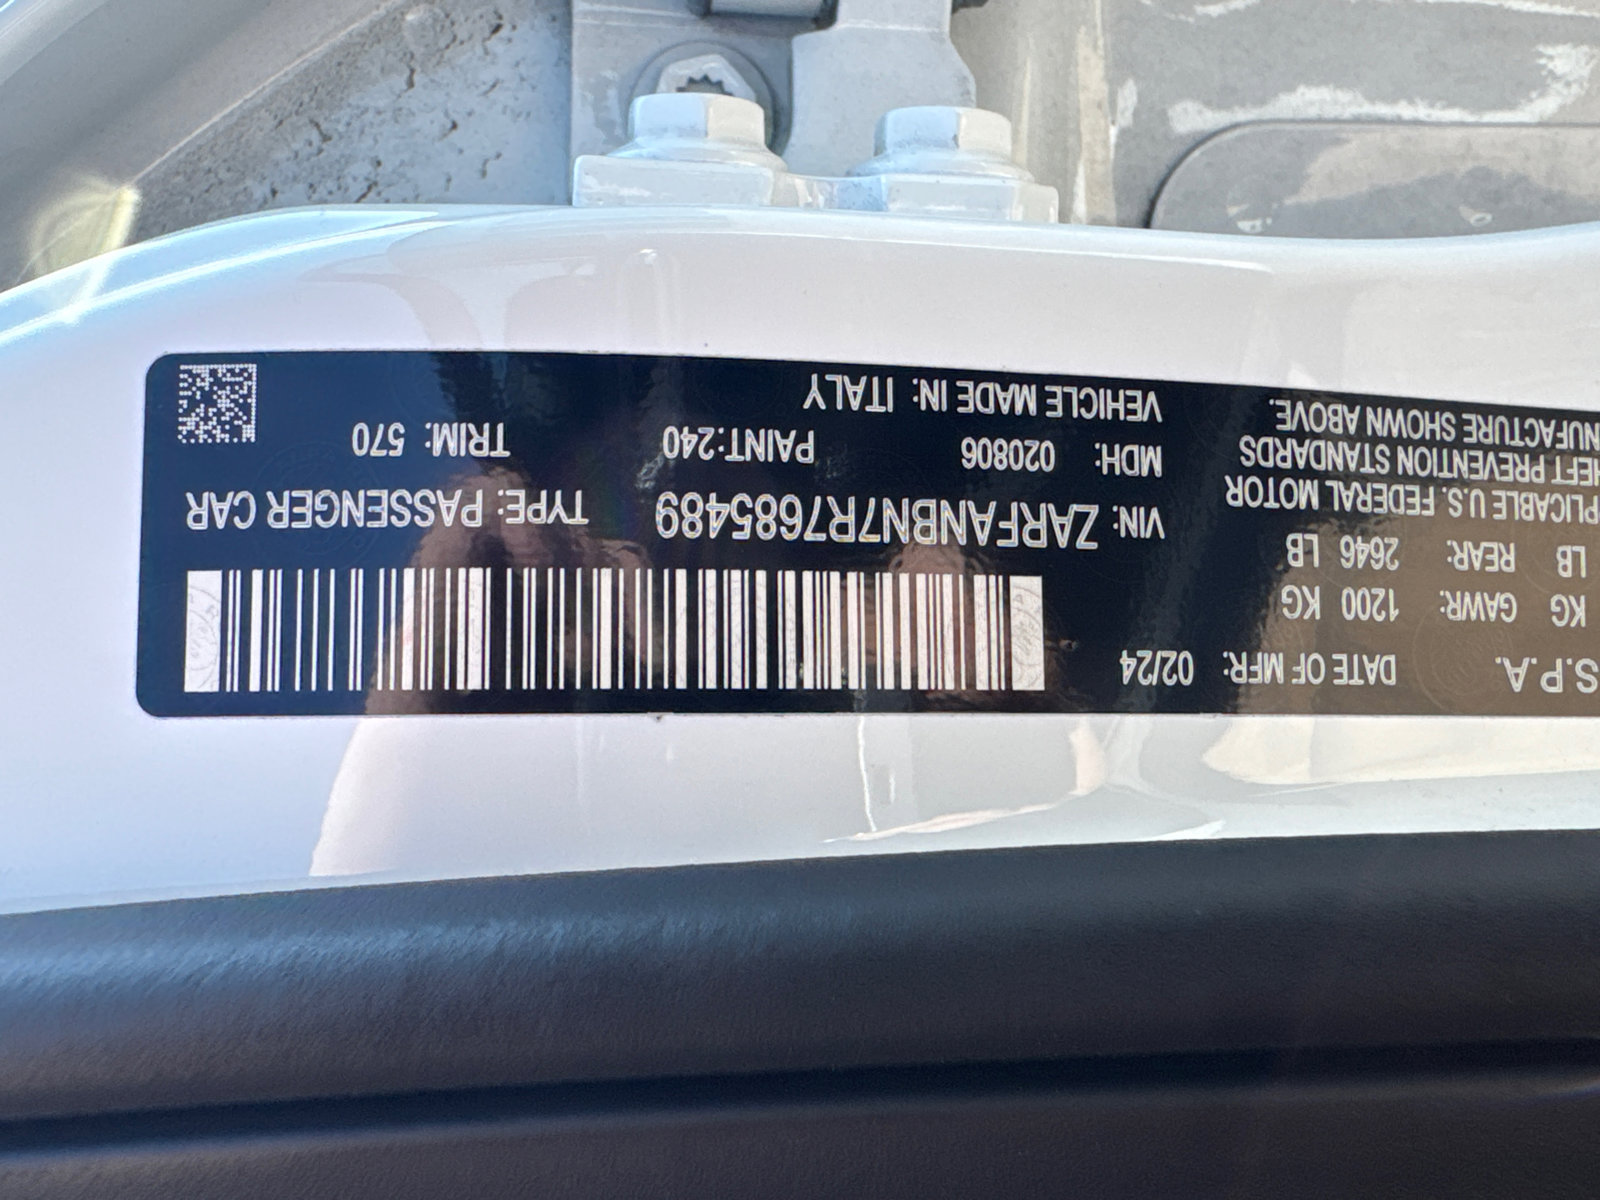 S.P.A. DATE OF MFR: 02/24
KG GAWR: 1200 KG
LB REAR: 2646 LB
PLICABLE U.S. FEDERAL MOTOR
HEFT PREVENTION STANDARDS
NUFACTURE SHOWN ABOVE.
VIN: ZARFANBN7R7685489 TYPE: PASSENGER CAR
MDH: 020806 PAINT:240 TRIM: 570
VEHICLE MADE IN: ITALY